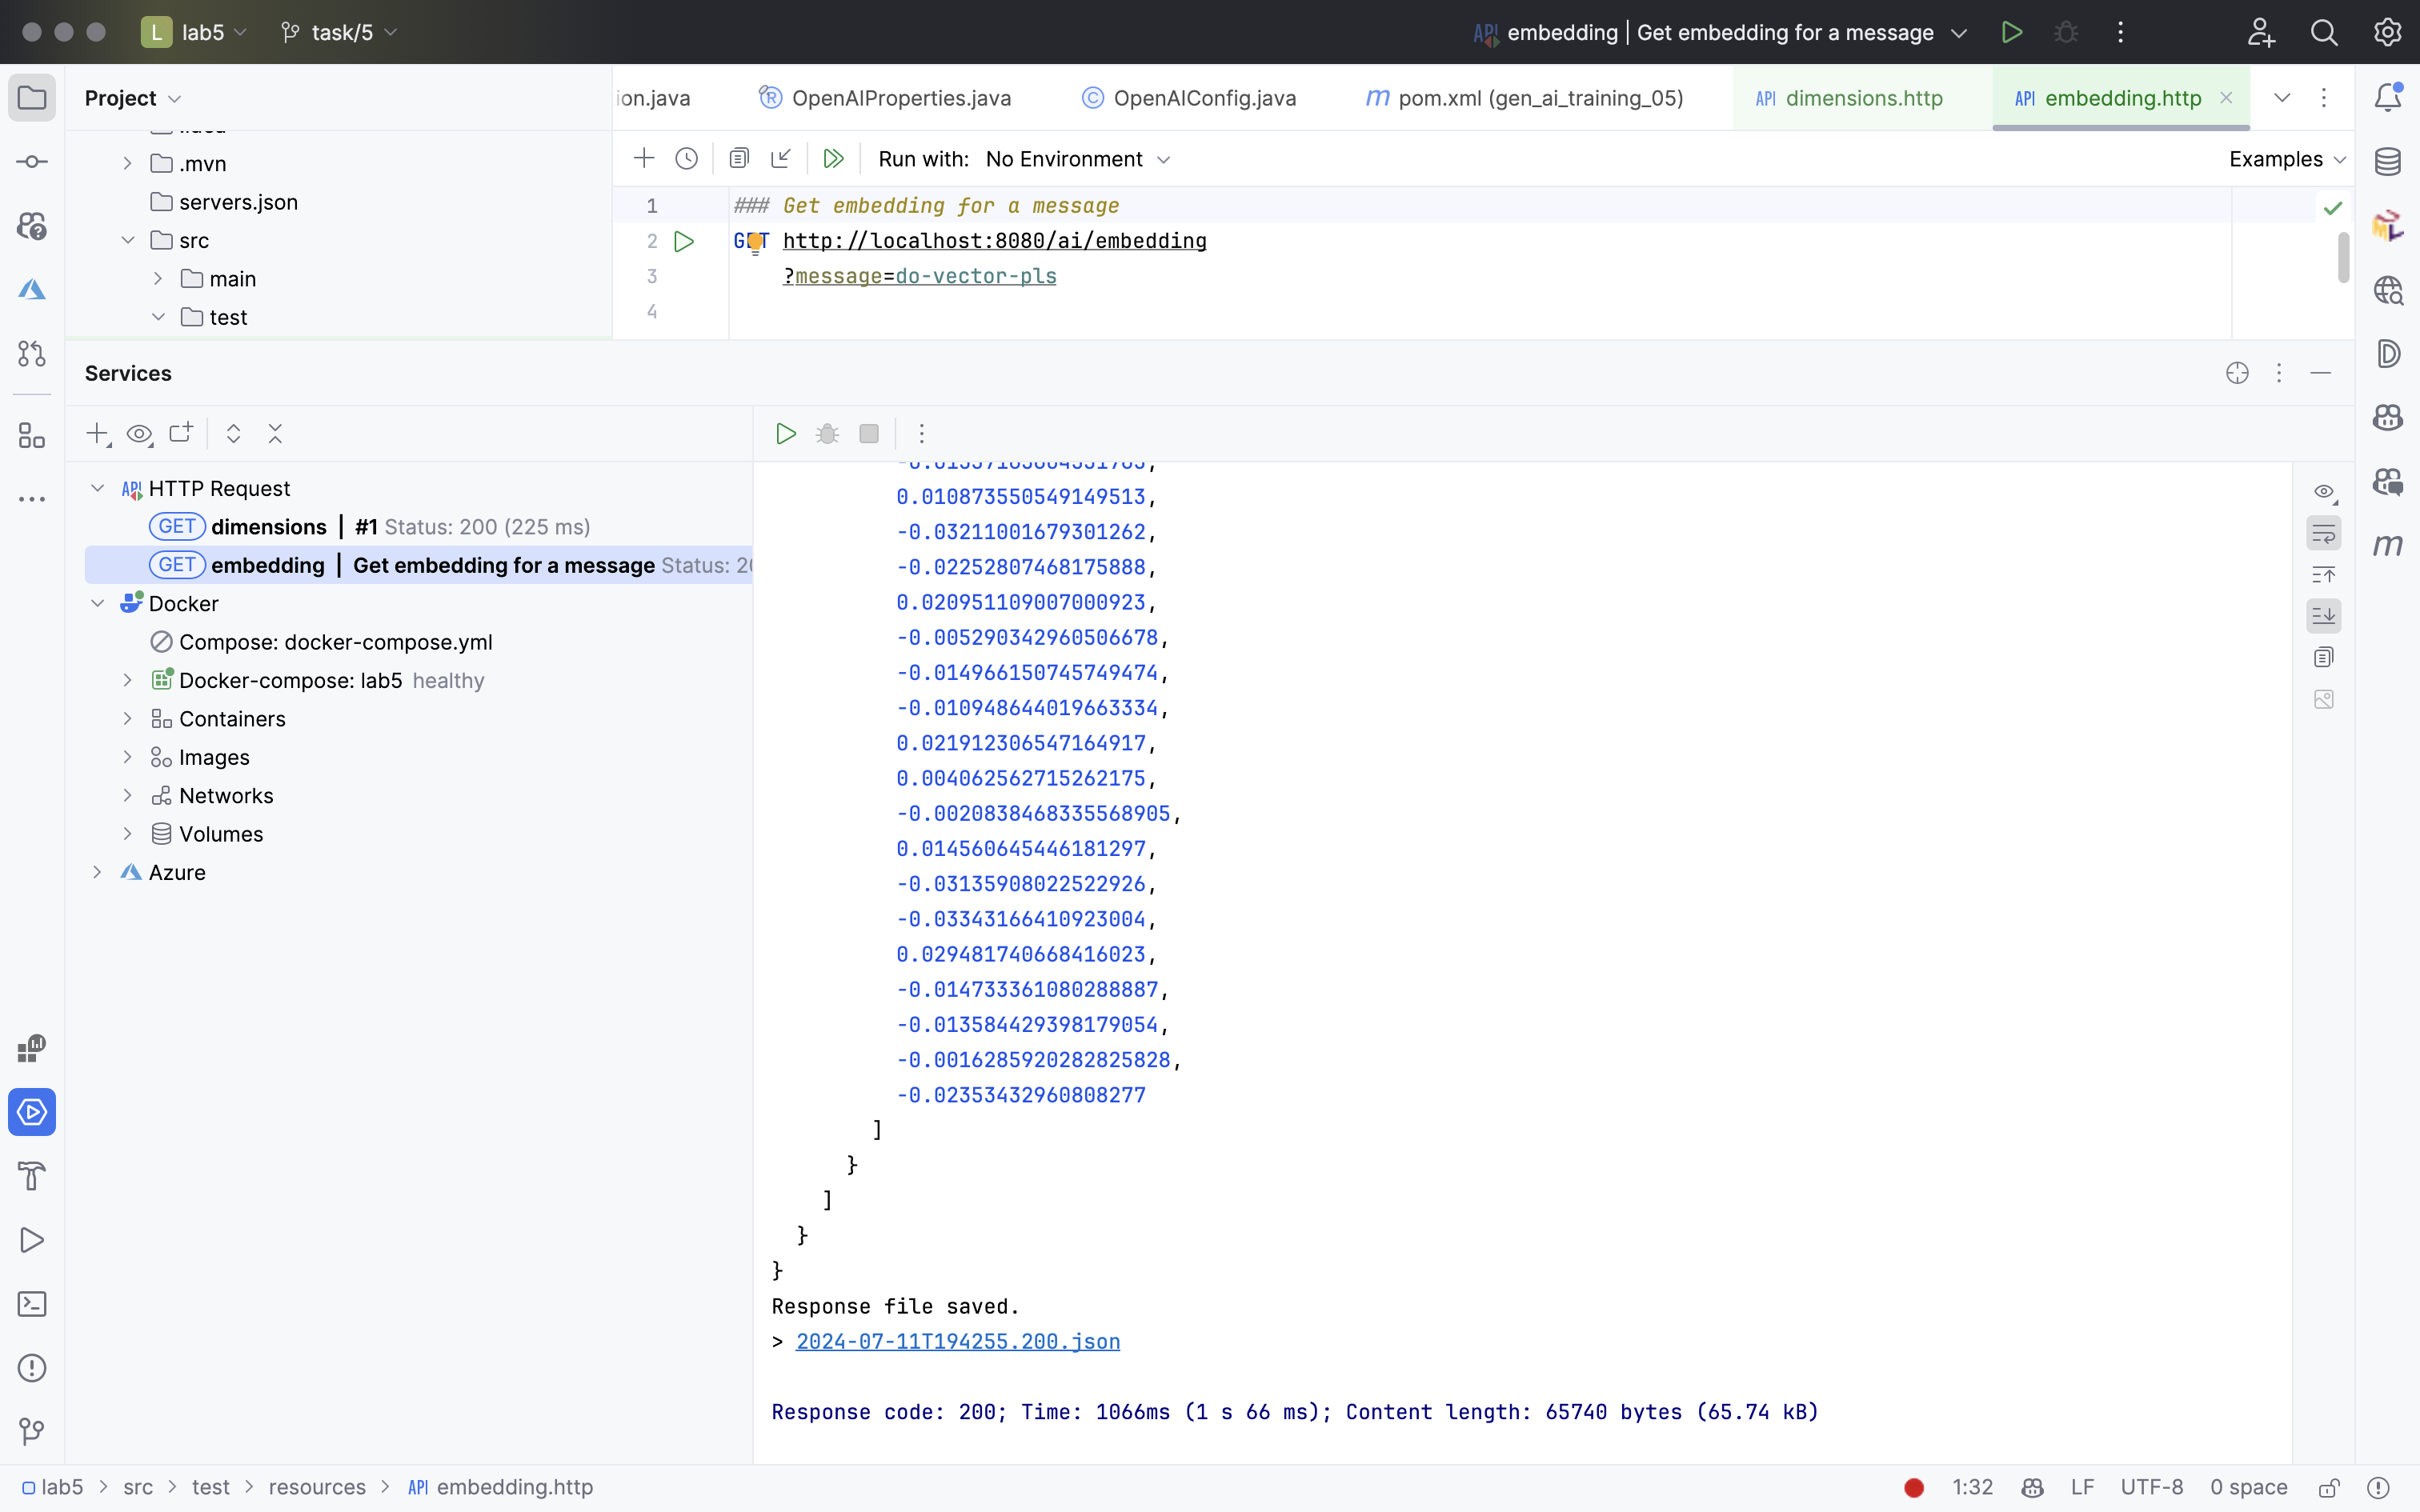 L lab5 task/5 API embedding | Get embedding for a message
Project
.mvn
servers.json
src
main
test
ion.java OpenAIProperties.java OpenAIConfig.java m pom.xml (gen_ai_training_05) API dimensions.http API embedding.http
Run with: No Environment Examples
1 ### Get embedding for a message
2 GET http://localhost:8080/ai/embedding
3 ?message=do-vector-pls
4
Services
API HTTP Request
GET dimensions | #1 Status: 200 (225 ms)
GET embedding | Get embedding for a message Status: 20
Docker
Compose: docker-compose.yml
Docker-compose: lab5 healthy
Containers
Images
Networks
Volumes
Azure
0.010873550549149513,
-0.03211001679301262,
-0.02252807468175888,
0.020951109007000923,
-0.005290342960506678,
-0.014966150745749474,
-0.010948644019663334,
0.021912306547164917,
0.004062562715262175,
-0.0020838468335568905,
0.014560645446181297,
-0.03135908022522926,
-0.03343166410923004,
0.029481740668416023,
-0.014733361080288887,
-0.013584429398179054,
-0.0016285920282825828,
-0.02353432960808277
]
}
]
}
}
Response file saved.
> 2024-07-11T194255.200.json
Response code: 200; Time: 1066ms (1 s 66 ms); Content length: 65740 bytes (65.74 kB)
lab5 > src > test > resources > API embedding.http 1:32 LF UTF-8 0 space